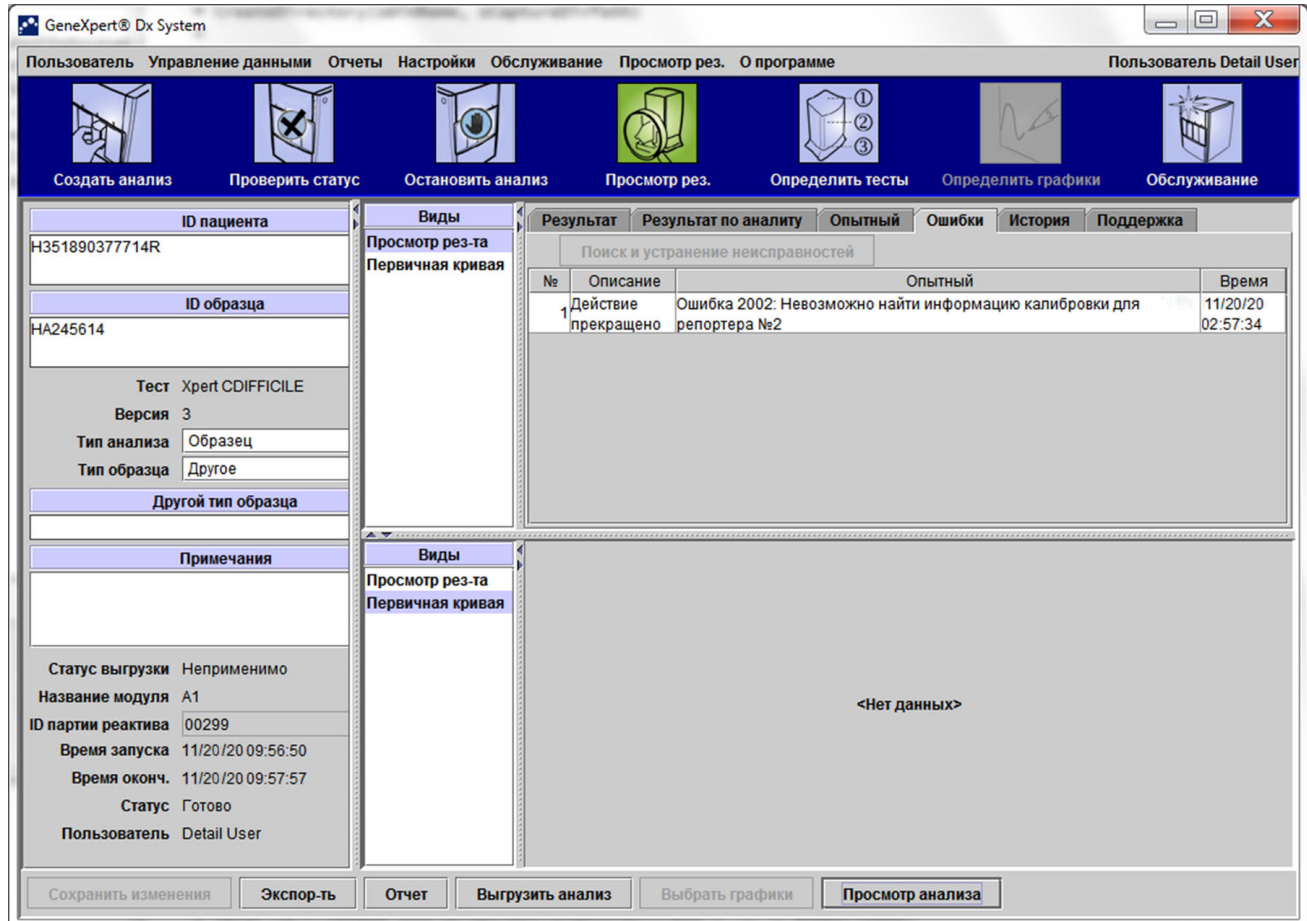 GeneXpert® Dx System
Пользователь Управление данными Отчеты Настройки Обслуживание Просмотр рез. О программе Пользователь Detail User
Создать анализ Проверить статус Остановить анализ Просмотр рез. Определить тесты Определить графики Обслуживание
ID пациента
H351890377714R
ID образца
HA245614
Тест Xpert CDIFFICILE
Версия 3
Тип анализа Образец
Тип образца Другое
Другой тип образца
Примечания
Статус выгрузки Неприменимо
Название модуля A1
ID партии реактива 00299
Время запуска 11/20/20 09:56:50
Время оконч. 11/20/20 09:57:57
Статус Готово
Пользователь Detail User
Виды
Просмотр рез-та
Первичная кривая
Результат Результат по аналиту Опытный Ошибки История Поддержка
Поиск и устранение неисправностей
№ Описание Опытный Время
1 Действие прекращено Ошибка 2002: Невозможно найти информацию калибровки для 11/20/20
репортера №2 02:57:34
Виды
Просмотр рез-та
Первичная кривая
<Нет данных>
Сохранить изменения Экспор-ть Отчет Выгрузить анализ Выбрать графики Просмотр анализа